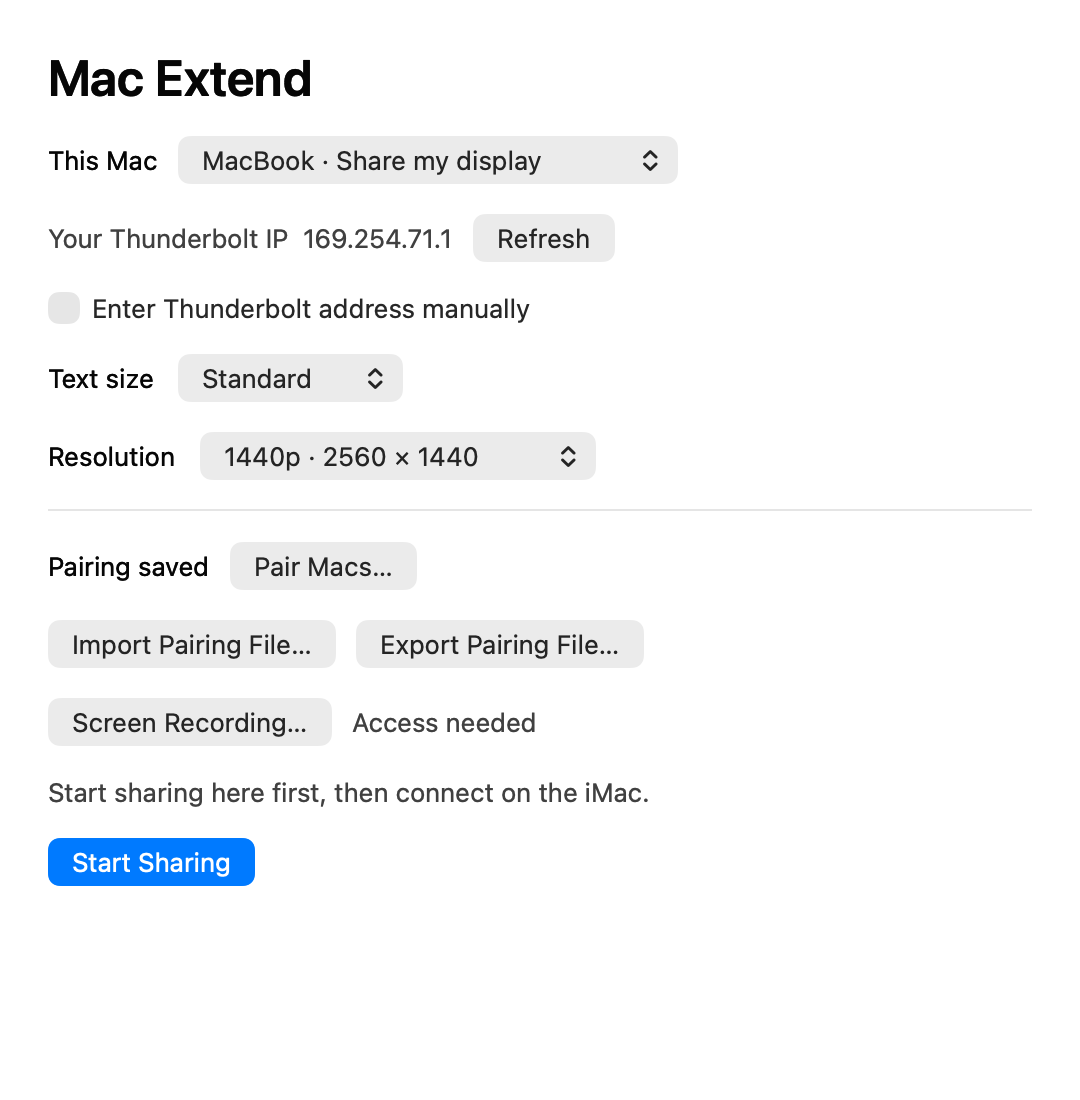 Mac Extend
This Mac MacBook · Share my display
Your Thunderbolt IP 169.254.71.1 Refresh
Enter Thunderbolt address manually
Text size Standard
Resolution 1440p · 2560 × 1440
Pairing saved Pair Macs...
Import Pairing File... Export Pairing File...
Screen Recording... Access needed
Start sharing here first, then connect on the iMac.
Start Sharing